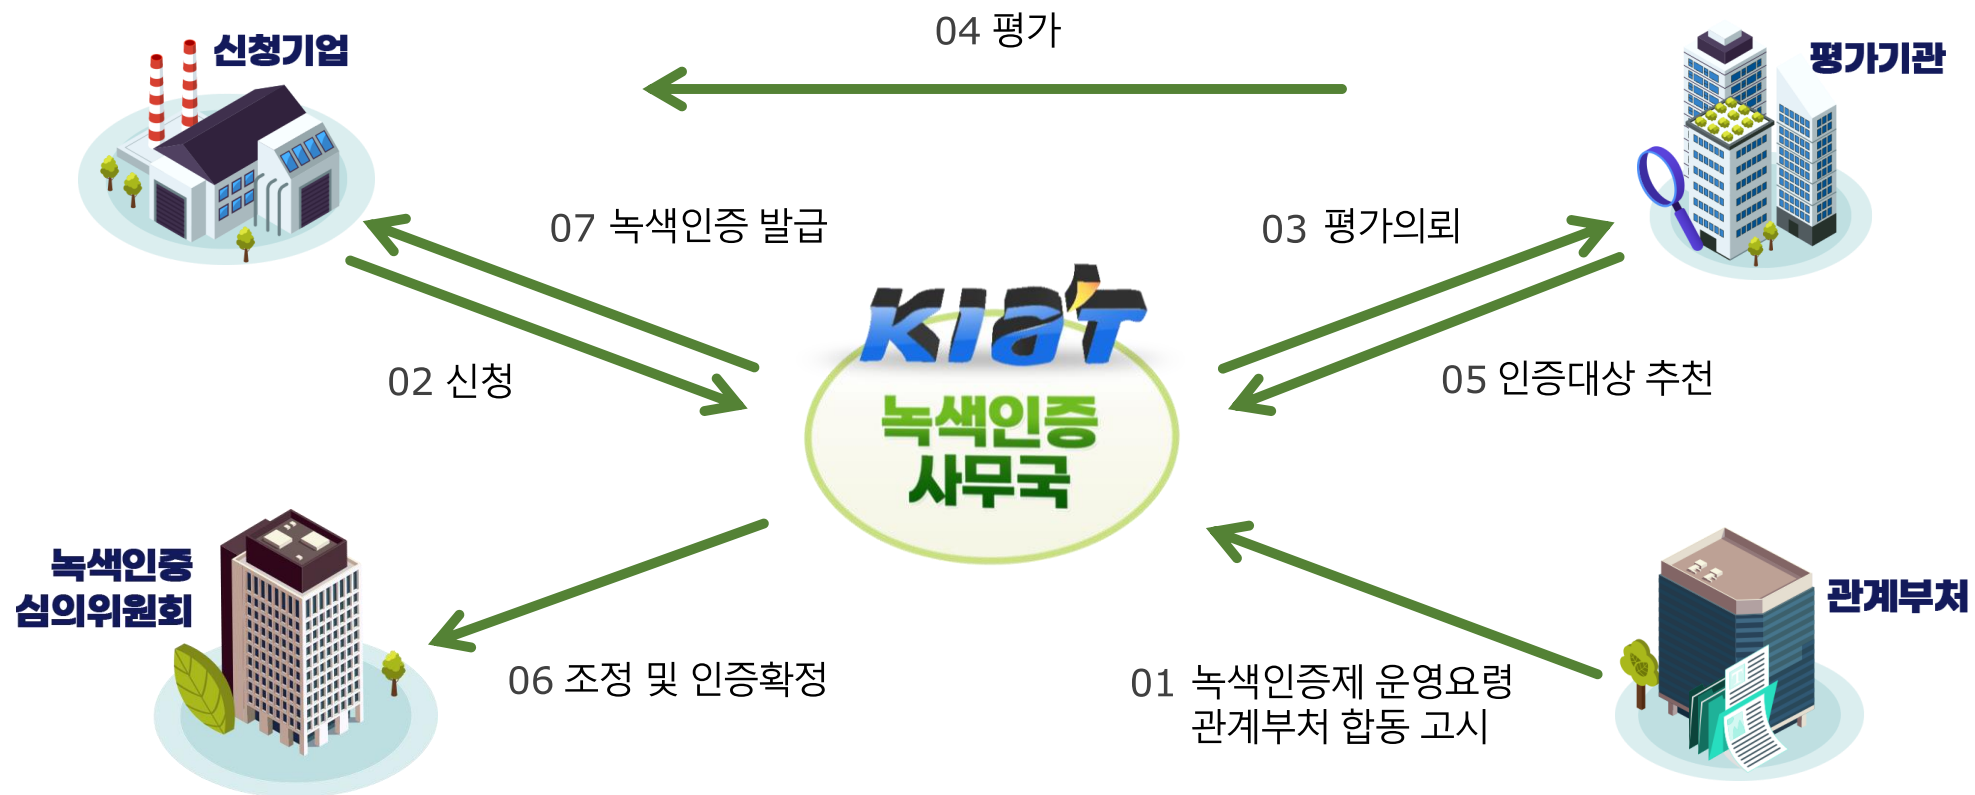 04 평가
신청기업
평가기관
07 녹색인증 발급
03 평가의뢰
KIaT
02 신청
05 인증대상 추천
녹색인증
사무국
녹색인증
심의위원회
관계부처
06 조정 및 인증확정
01 녹색인증제 운영요령
관계부처 합동 고시